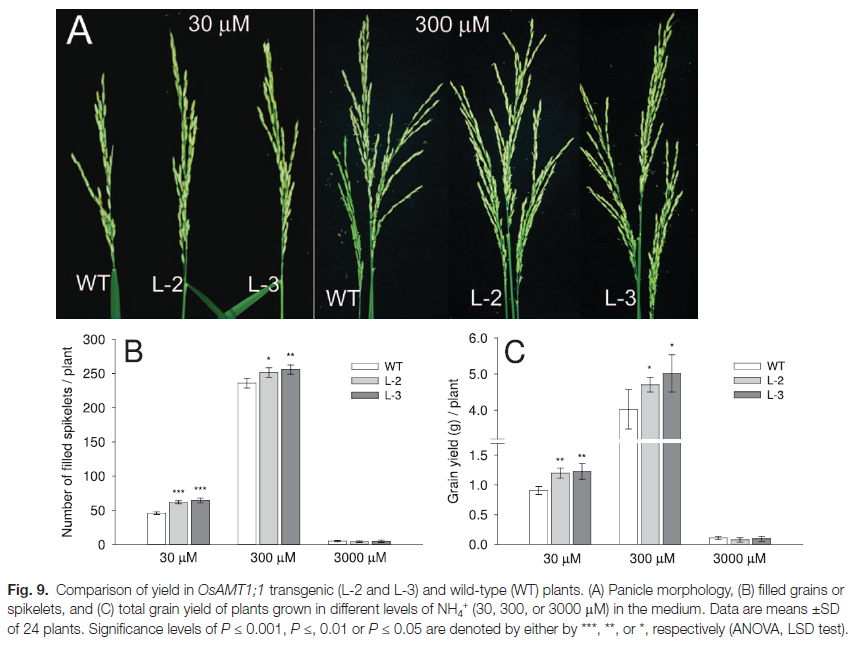 A
30 μM
300 μM
WT
L-2
L-3
WT
L-2
L-3
B
Number of filled spikelets / plant
300
250
200
150
100
50
0
* **
*** ***
WT
L-2
L-3
30 μM 300 μM 3000 μM
C
Grain yield (g) / plant
6.0
5.0
4.0
1.5
1.0
0.5
0.0
*
*
** **
WT
L-2
L-3
30 μM 300 μM 3000 μM
Fig. 9. Comparison of yield in OsAMT1;1 transgenic (L-2 and L-3) and wild-type (WT) plants. (A) Panicle morphology, (B) filled grains or
spikelets, and (C) total grain yield of plants grown in different levels of NH₄⁺ (30, 300, or 3000 μM) in the medium. Data are means ±SD
of 24 plants. Significance levels of P ≤ 0.001, P ≤, 0.01 or P ≤ 0.05 are denoted by either by ***, **, or *, respectively (ANOVA, LSD test).